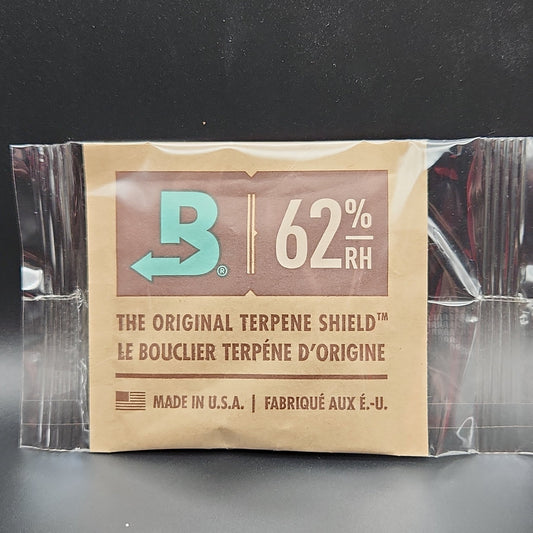 B®
62% RH
THE ORIGINAL TERPENE SHIELD™
LE BOUCLIER TERPÉNE D'ORIGINE
MADE IN U.S.A. | FABRIQUÉ AUX É.-U.